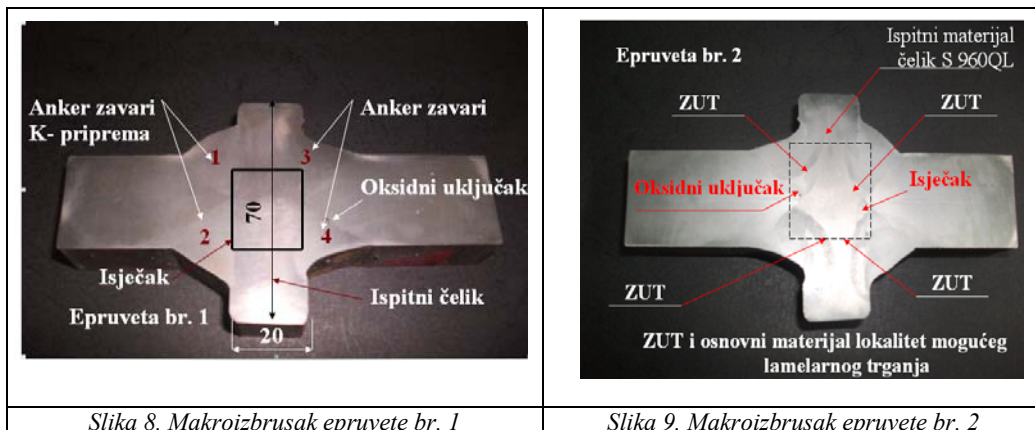 Anker zavari
K- priprema
Anker zavari
1
3
Oksidni uključak
70
2
4
Isječak
Ispitni čelik
Epruveta br. 1
20
Slika 8. Makroizbrusak epruvete br. 1
Ispitni materijal
čelik S 960QL
Epruveta br. 2
ZUT
ZUT
Oksidni uključak
Isječak
ZUT
ZUT
ZUT i osnovni materijal lokalitet mogućeg
lamelarnog trganja
Slika 9. Makroizbrusak epruvete br. 2